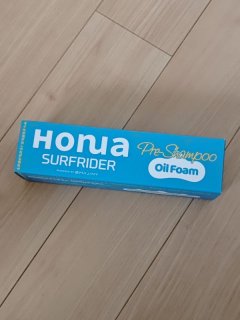 Honua
SURFRIDER
Pre-Shampoo
Oil Foam